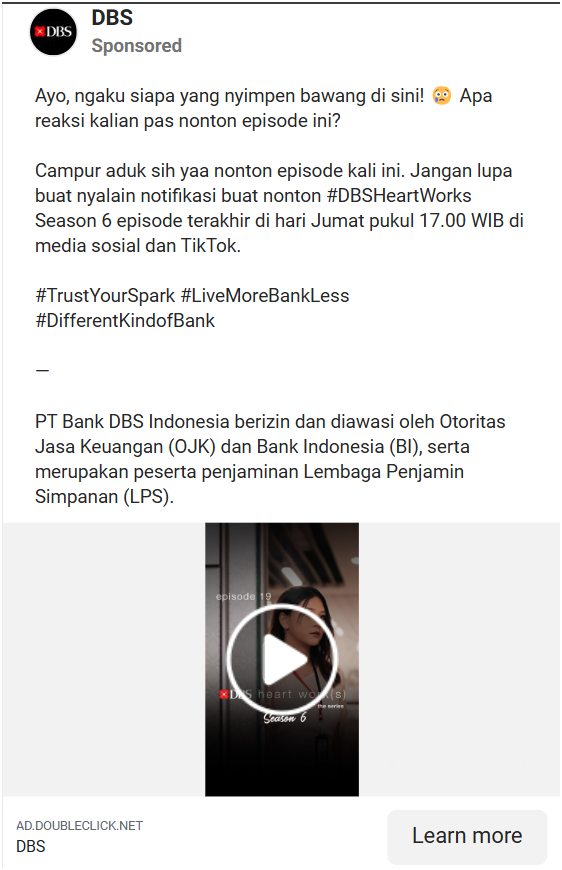 DBS
DBS
Sponsored
Ayo, ngaku siapa yang nyimpen bawang di sini! 😢 Apa
reaksi kalian pas nonton episode ini?
Campur aduk sih yaa nonton episode kali ini. Jangan lupa
buat nyalain notifikasi buat nonton #DBSHeartWorks
Season 6 episode terakhir di hari Jumat pukul 17.00 WIB di
media sosial dan TikTok.
#TrustYourSpark #LiveMoreBankLess
#DifferentKindofBank
—
PT Bank DBS Indonesia berizin dan diawasi oleh Otoritas
Jasa Keuangan (OJK) dan Bank Indonesia (BI), serta
merupakan peserta penjaminan Lembaga Penjamin
Simpanan (LPS).
episode 19
DBS heart work(s)
the series
Season 6
AD.DOUBLECLICK.NET
DBS
Learn more